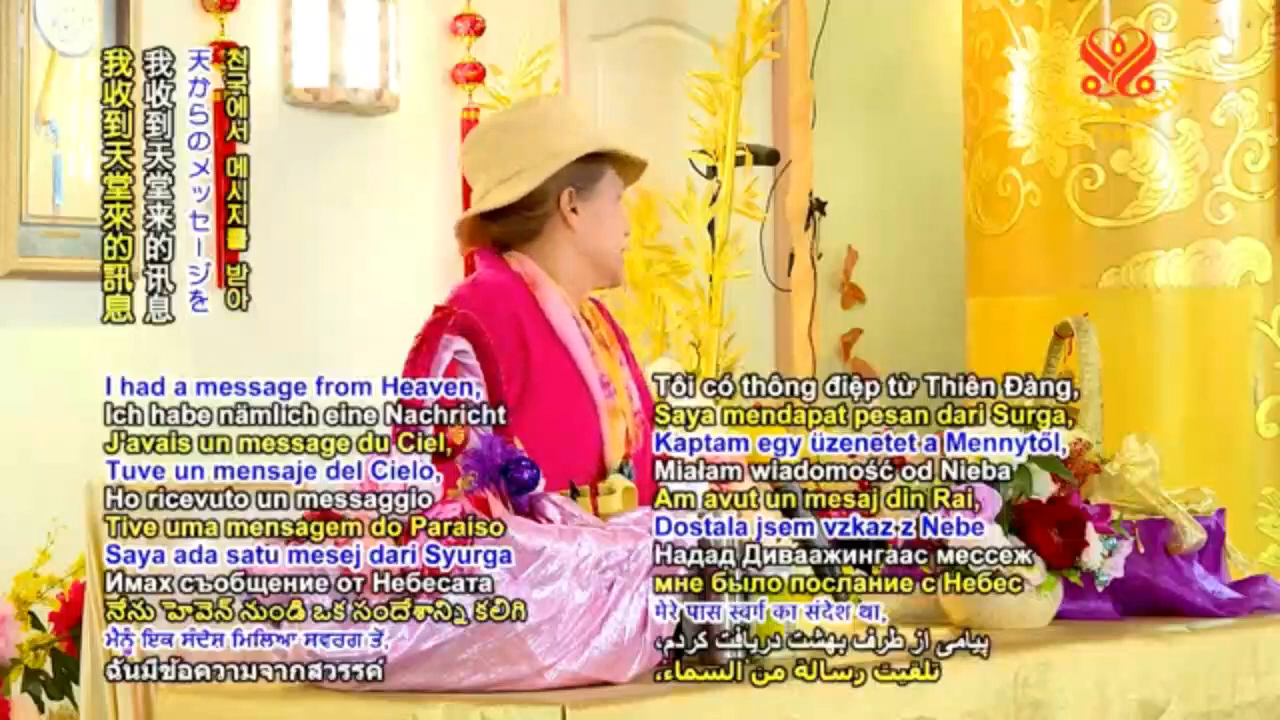 천국에서 메시지를 받아
天からのメッセージを
我收到天堂来的讯息
我收到天堂來的訊息
I had a message from Heaven,
Ich habe nämlich eine Nachricht
J'avais un message du Ciel,
Tuve un mensaje del Cielo,
Ho ricevuto un messaggio
Tive uma mensagem do Paraíso
Saya ada satu mesej dari Syurga
Имах съобщение от Небесата
నేను హెవెన్ నుండి ఒక సందేశాన్ని కలిగి
ਮੈਨੂੰ ਇਕ ਸੰਦੇਸ਼ ਮਿਲਿਆ ਸਵਰਗ ਤੋਂ,
ฉันมีข้อความจากสวรรค์
Tôi có thông điệp từ Thiên Đàng,
Saya mendapat pesan dari Surga,
Kaptam egy üzenetet a Mennytől,
Miałam wiadomość od Nieba
Am avut un mesaj din Rai,
Dostala jsem vzkaz z Nebe
Надад Диваажингаас мессеж
мне было послание с Небес
मेरे पास स्वर्ग का संदेश था,
پیامی از طرف بهشت دریافت کردم،
تلقيت رسالة من السماء،